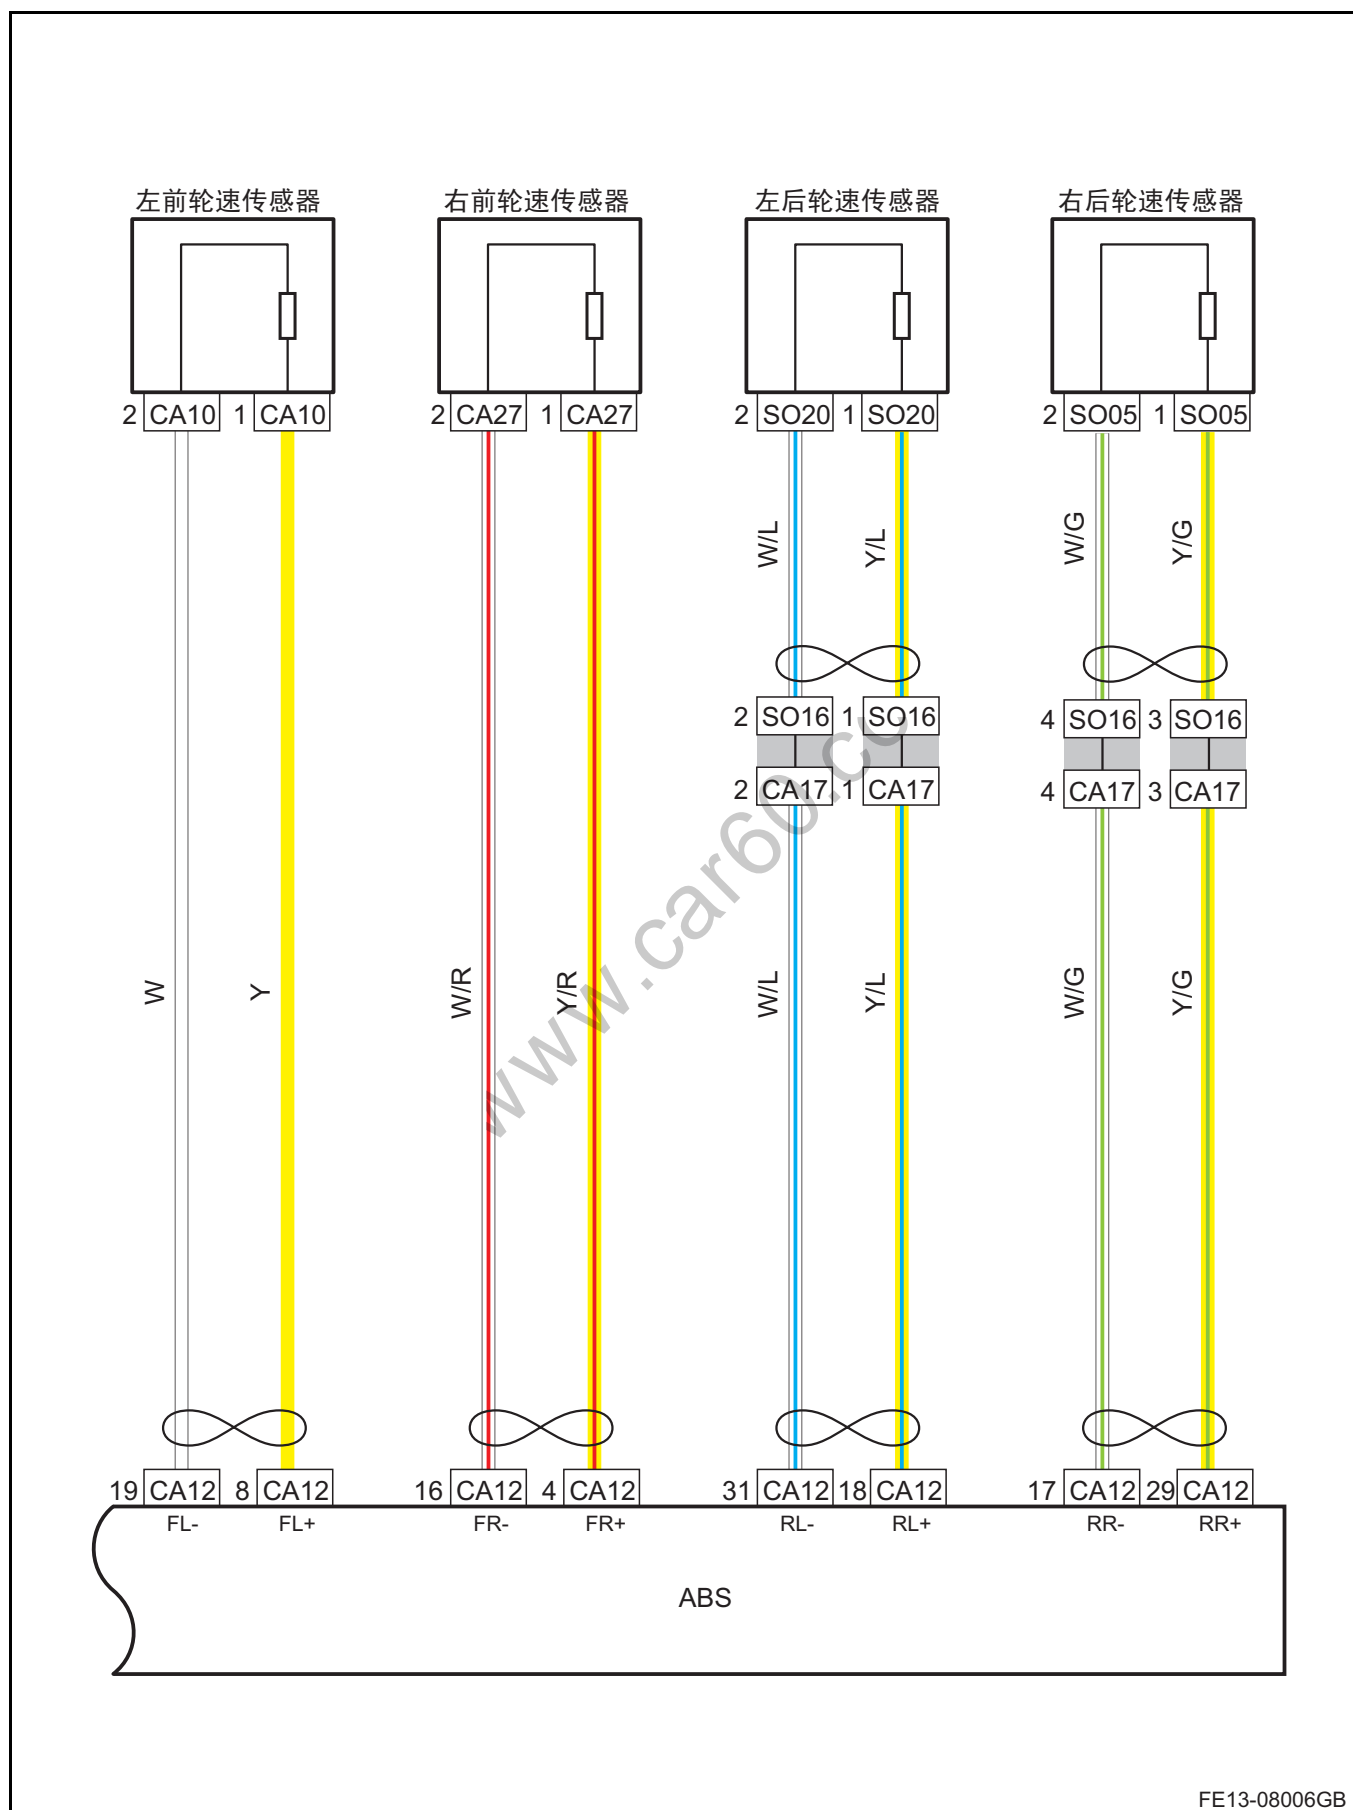 左前轮速传感器 右前轮速传感器 左后轮速传感器 右后轮速传感器
2 CA10 1 CA10 2 CA27 1 CA27 2 SO20 1 SO20 2 SO05 1 SO05
W/L Y/L W/G Y/G
2 SO16 1 SO16 4 SO16 3 SO16
2 CA17 1 CA17 4 CA17 3 CA17
W Y W/R Y/R W/L Y/L W/G Y/G
19 CA12 8 CA12 16 CA12 4 CA12 31 CA12 18 CA12 17 CA12 29 CA12
FL- FL+ FR- FR+ RL- RL+ RR- RR+
ABS
FE13-08006GB